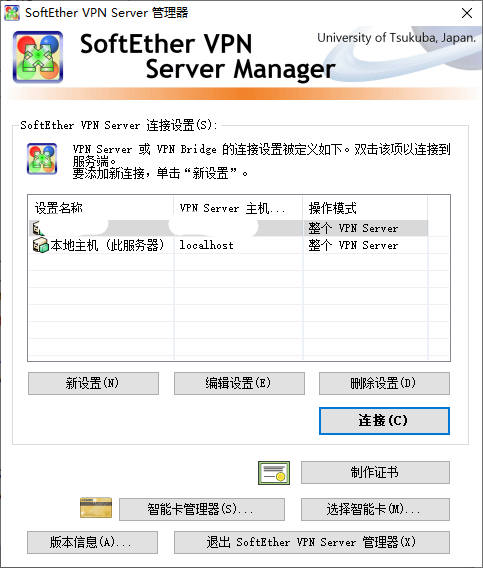 SoftEther VPN Server 管理器
SoftEther VPN
Server Manager
University of Tsukuba, Japan.
SoftEther VPN Server 连接设置(S):
VPN Server 或 VPN Bridge 的连接设置被定义如下。双击该项以连接到
服务端。
要添加新连接，单击“新设置”。
设置名称 VPN Server 主机... 操作模式
整个 VPN Server
本地主机 (此服务器) localhost 整个 VPN Server
新设置(N) 编辑设置(E) 删除设置(D)
连接(C)
制作证书
智能卡管理器(S)... 选择智能卡(M)...
版本信息(A)... 退出 SoftEther VPN Server 管理器(X)